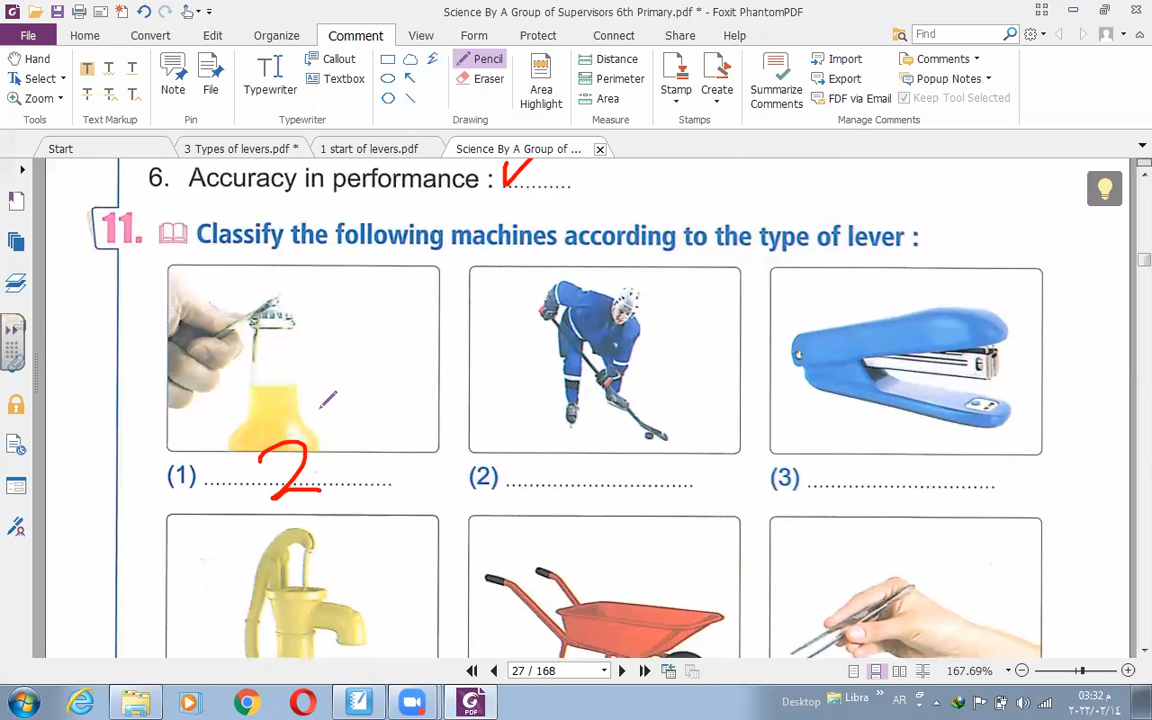 Science By A Group of Supervisors 6th Primary.pdf * - Foxit PhantomPDF
File Home Convert Edit Organize Comment View Form Protect Connect Share Help Find
Hand
Select
Zoom
Tools
T T T
T T T
Text Markup
Note File
Pin
Typewriter
Callout
Textbox
Typewriter
Pencil
Eraser
Drawing
Area Highlight
Distance
Perimeter
Area
Measure
Stamp Create
Stamps
Summarize Comments
Import
Export
FDF via Email
Comments
Popup Notes
Keep Tool Selected
Manage Comments
Start 3 Types of levers.pdf * 1 start of levers.pdf Science By A Group of ...
6. Accuracy in performance : ............
11. Classify the following machines according to the type of lever :
(1) 2 (2) ................................ (3) ................................
27 / 168 167.69%
Desktop Libra » AR 03:32 م
PDF ٢٠٢٢/٠٢/١٤